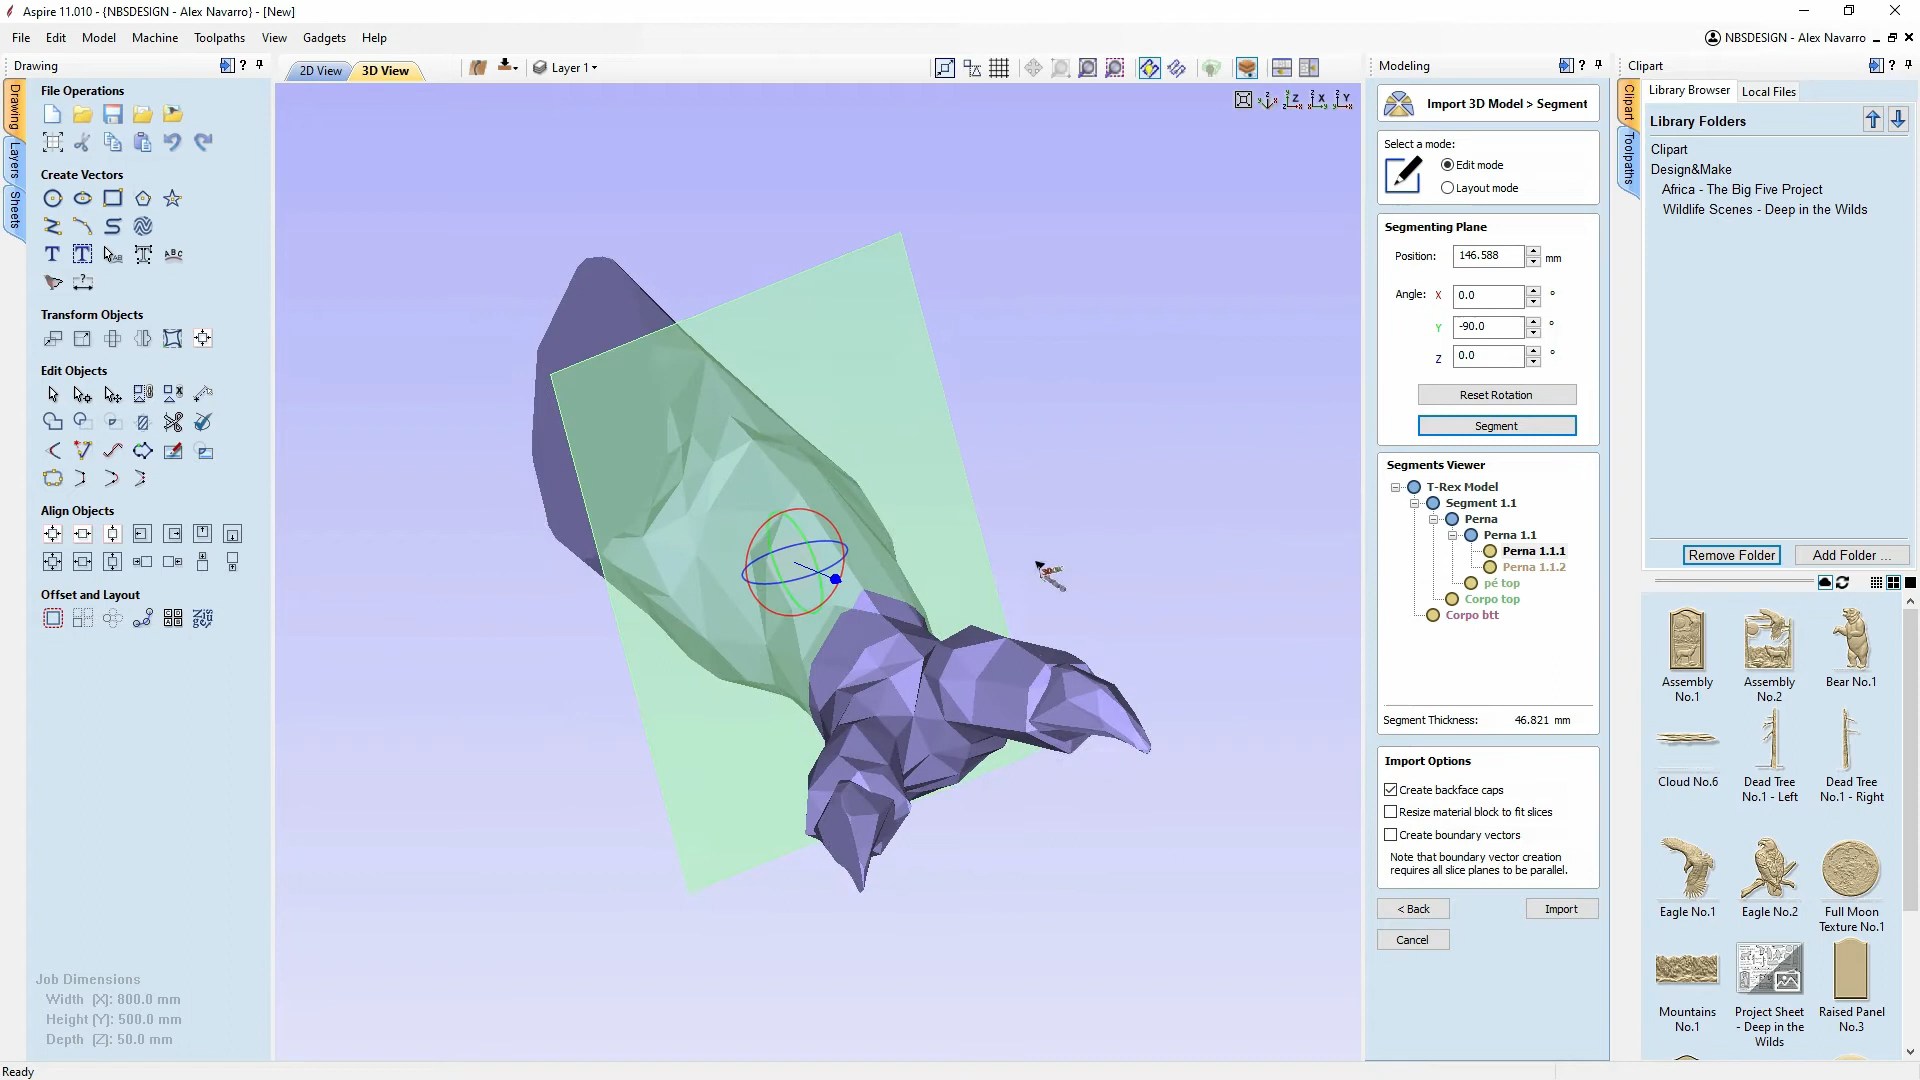 Aspire 11.010 - {NBSDESIGN - Alex Navarro} - [New]
File Edit Model Machine Toolpaths View Gadgets Help
NBSDESIGN - Alex Navarro
Drawing
?
2D View
3D View
Layer 1
Modeling
?
Clipart
?
Drawing
Layers
Sheets
File Operations
Create Vectors
Transform Objects
Edit Objects
Align Objects
Offset and Layout
Job Dimensions
Width (X): 800.0 mm
Height (Y): 500.0 mm
Depth (Z): 50.0 mm
Ready
Import 3D Model > Segment
Select a mode:
Edit mode
Layout mode
Segmenting Plane
Position: 146.588 mm
Angle: X 0.0 °
Y -90.0 °
Z 0.0 °
Reset Rotation
Segment
Segments Viewer
T-Rex Model
Segment 1.1
Perna
Perna 1.1
Perna 1.1.1
Perna 1.1.2
pé top
Corpo top
Corpo btt
Segment Thickness: 46.821 mm
Import Options
Create backface caps
Resize material block to fit slices
Create boundary vectors
Note that boundary vector creation
requires all slice planes to be parallel.
< Back
Import
Cancel
Clipart
Toolpaths
Library Browser
Local Files
Library Folders
Clipart
Design&Make
Africa - The Big Five Project
Wildlife Scenes - Deep in the Wilds
Remove Folder
Add Folder ...
Assembly
No.1
Assembly
No.2
Bear No.1
Cloud No.6
Dead Tree
No.1 - Left
Dead Tree
No.1 - Right
Eagle No.1
Eagle No.2
Full Moon
Texture No.1
Mountains
No.1
Project Sheet
- Deep in the
Wilds
Raised Panel
No.3